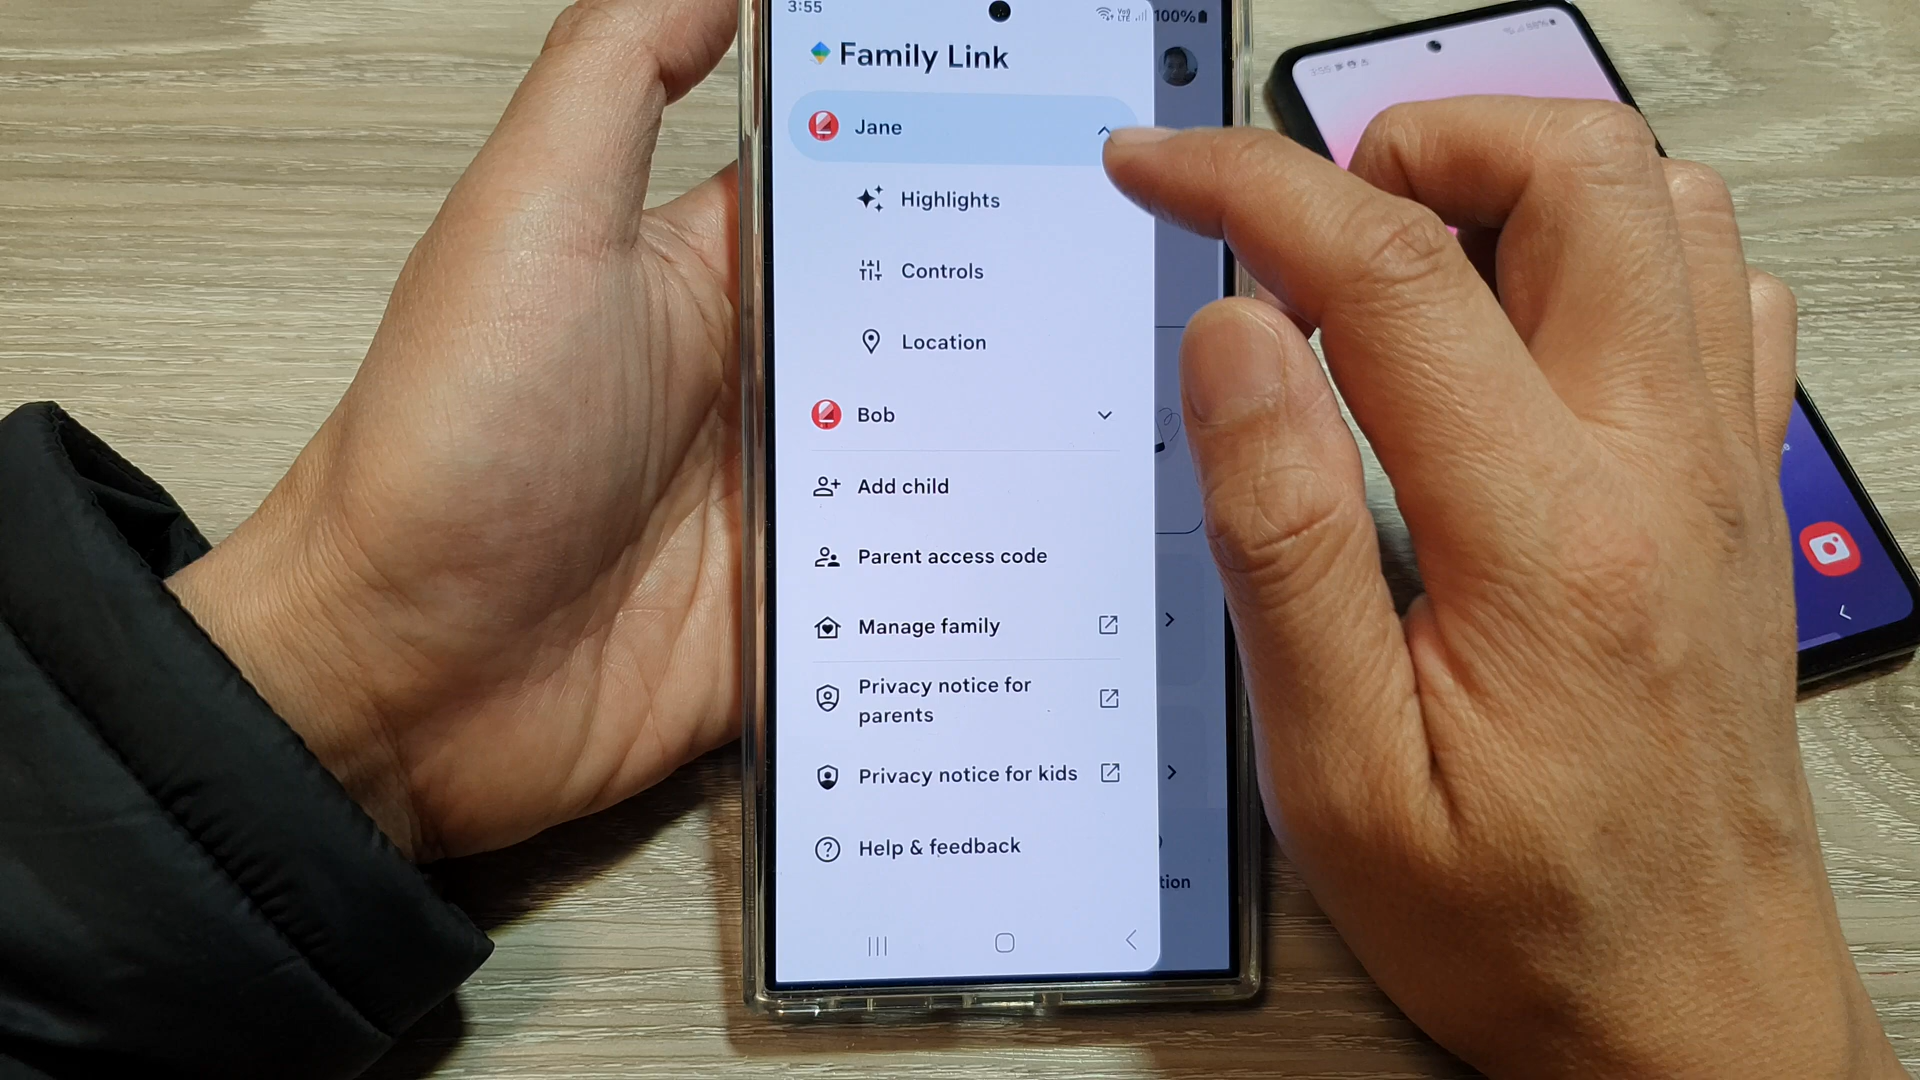 3:55
100%
Family Link
Jane
Highlights
Controls
Location
Bob
Add child
Parent access code
Manage family
Privacy notice for
parents
Privacy notice for kids
Help & feedback
tion